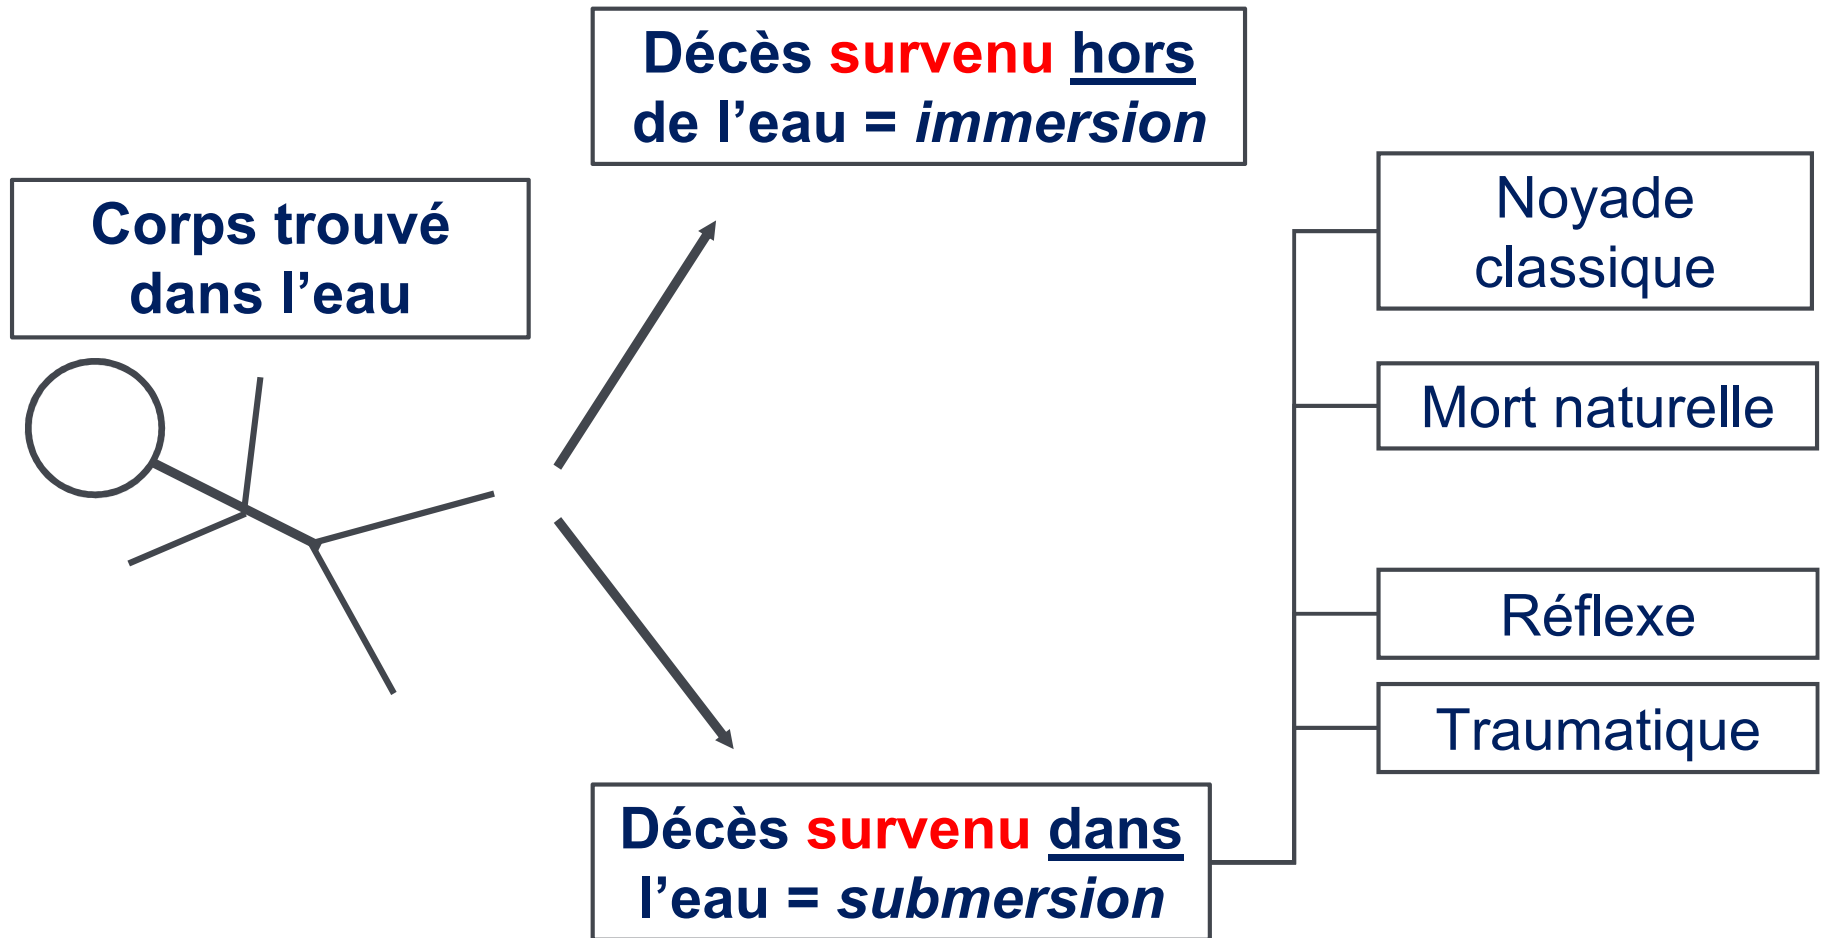 Décès survenu hors
de l’eau = immersion
Corps trouvé
dans l’eau
Noyade
classique
Mort naturelle
Réflexe
Traumatique
Décès survenu dans
l’eau = submersion